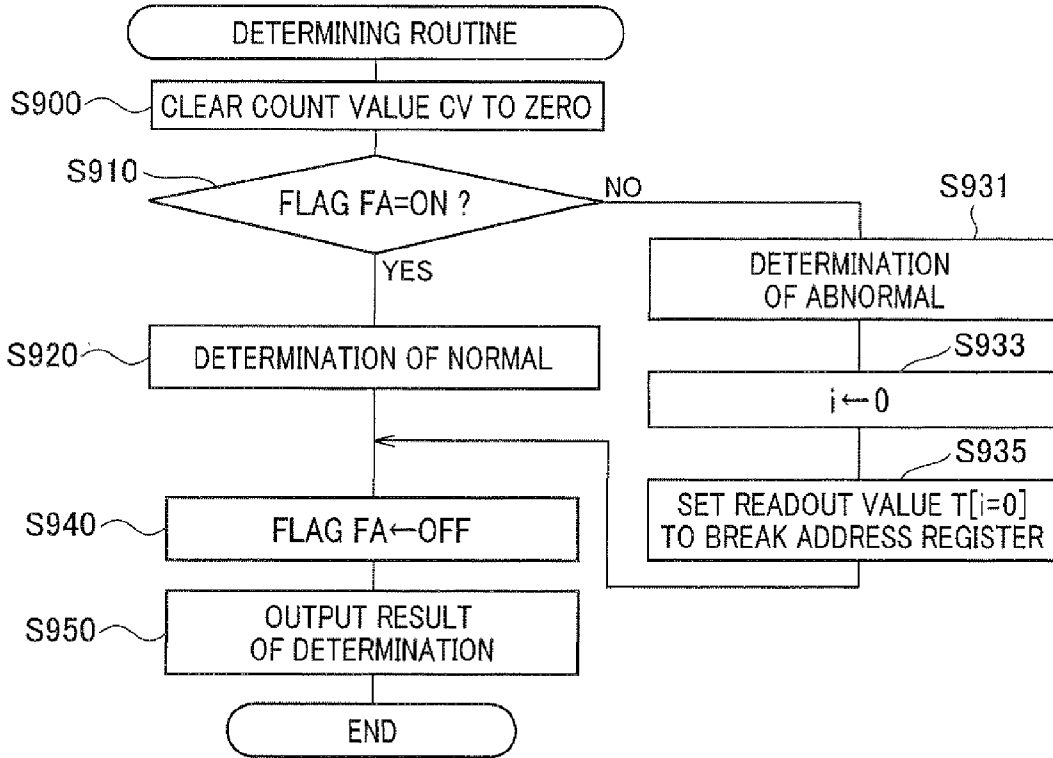 DETERMINING ROUTINE
S900
CLEAR COUNT VALUE CV TO ZERO
S910
FLAG FA=ON ?
NO
YES
S931
DETERMINATION
OF ABNORMAL
S920
DETERMINATION OF NORMAL
S933
i←0
S935
SET READOUT VALUE T[i=0]
TO BREAK ADDRESS REGISTER
S940
FLAG FA←OFF
S950
OUTPUT RESULT
OF DETERMINATION
END